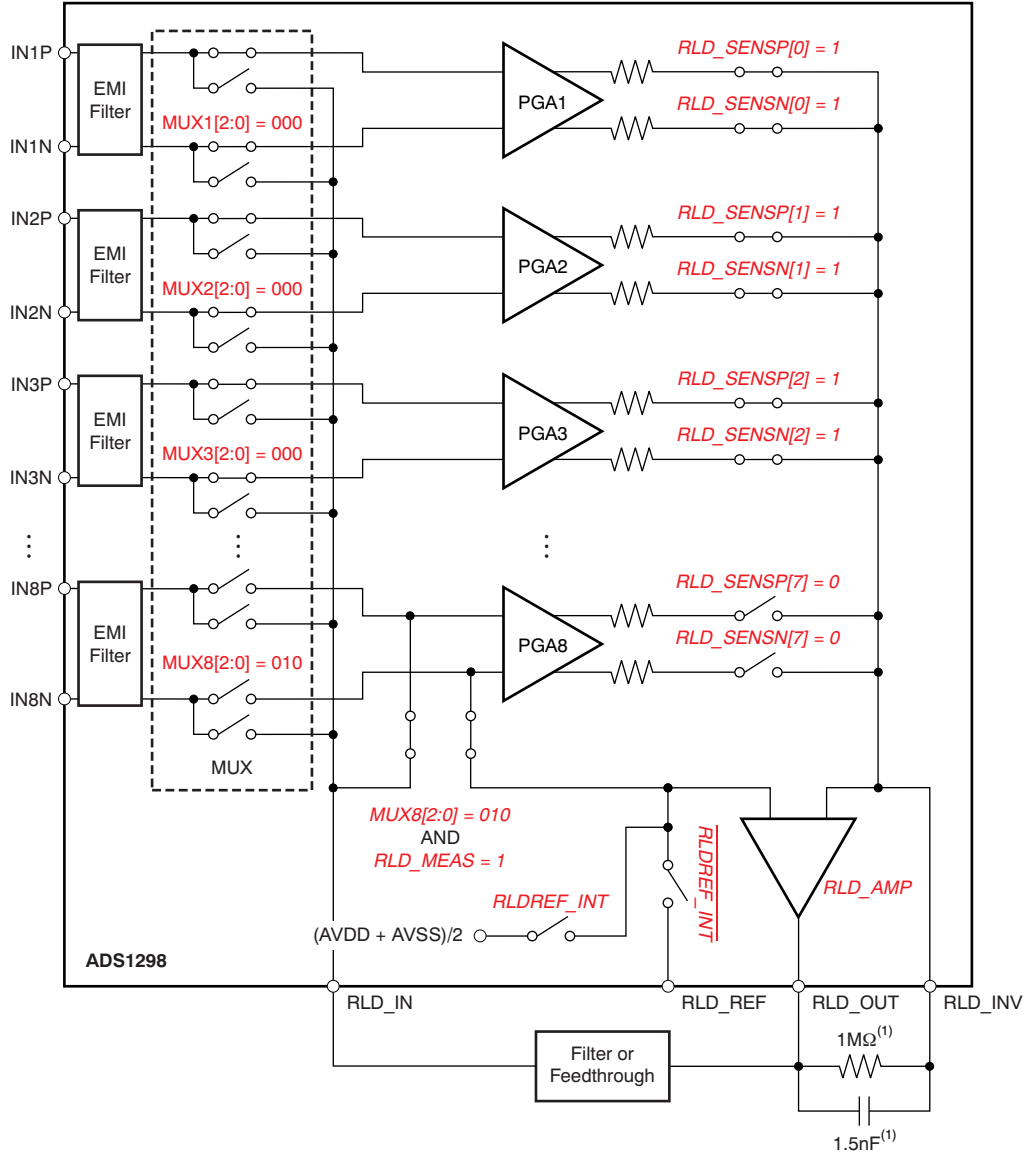 IN1P
EMI
Filter
IN1N
MUX1[2:0] = 000
PGA1
RLD_SENSP[0] = 1
RLD_SENSN[0] = 1
IN2P
EMI
Filter
IN2N
MUX2[2:0] = 000
PGA2
RLD_SENSP[1] = 1
RLD_SENSN[1] = 1
IN3P
EMI
Filter
IN3N
MUX3[2:0] = 000
PGA3
RLD_SENSP[2] = 1
RLD_SENSN[2] = 1
IN8P
EMI
Filter
IN8N
MUX8[2:0] = 010
PGA8
RLD_SENSP[7] = 0
RLD_SENSN[7] = 0
MUX
MUX8[2:0] = 010
AND
RLD_MEAS = 1
RLDREF_INT
(AVDD + AVSS)/2
RLDREF_INT
RLD_AMP
ADS1298
RLD_IN
RLD_REF
RLD_OUT
RLD_INV
Filter or
Feedthrough
1MΩ(1)
1.5nF(1)